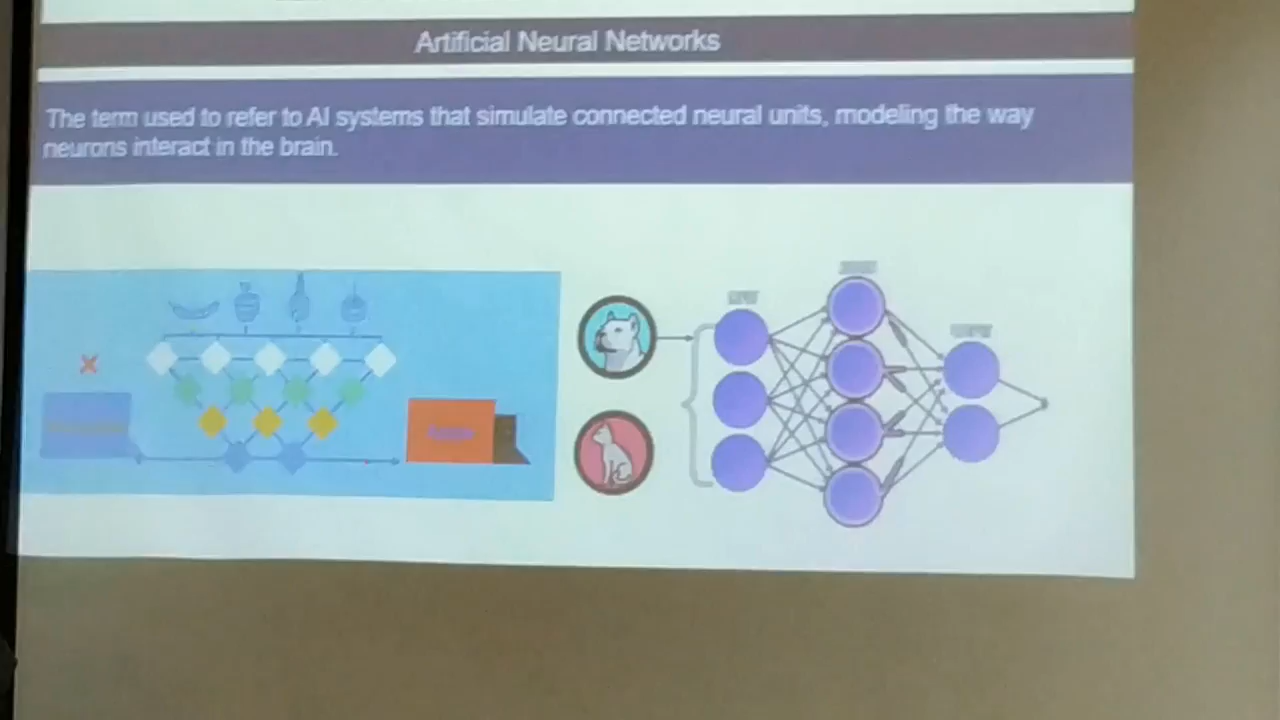 Artificial Neural Networks
The term used to refer to AI systems that simulate connected neural units, modeling the way
neurons interact in the brain.